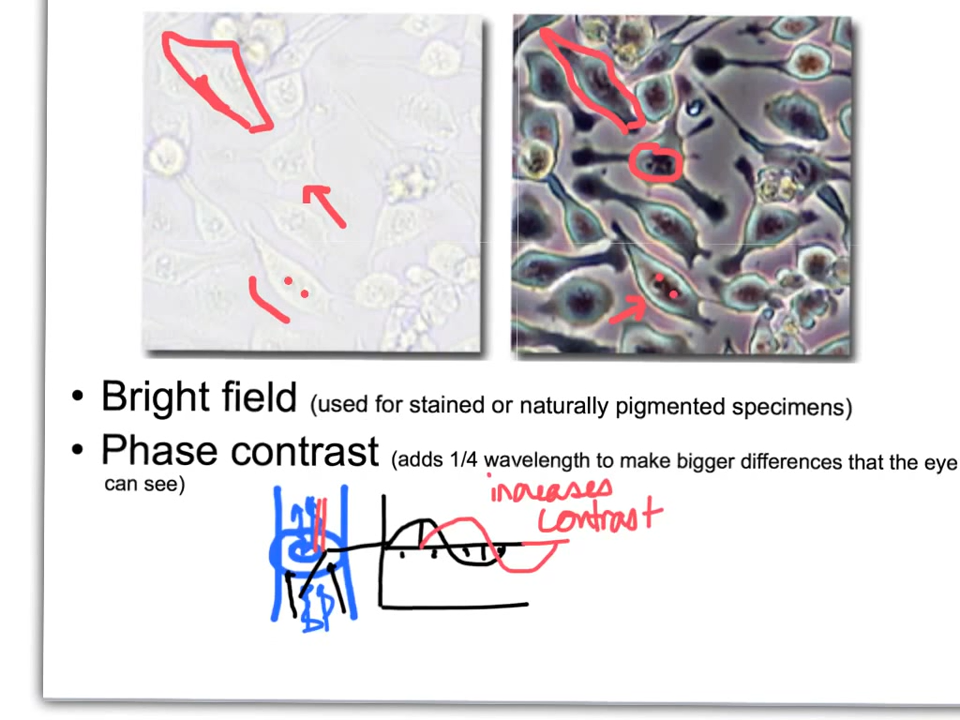 • Bright field (used for stained or naturally pigmented specimens)
• Phase contrast (adds 1/4 wavelength to make bigger differences that the eye
can see)
increases
contrast